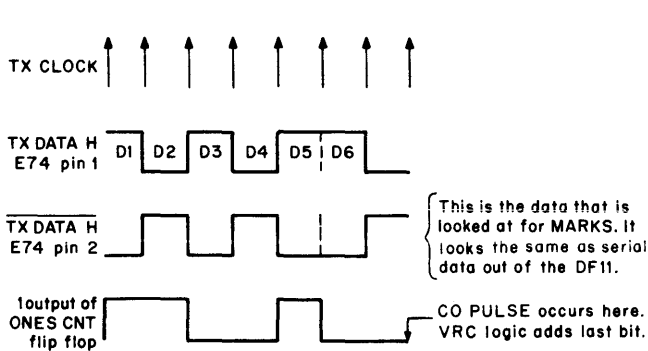 TX CLOCK
TX DATA H
E74 pin 1
D1 D2 D3 D4 D5 D6
TX DATA H
E74 pin 2
This is the data that is
looked at for MARKS. It
looks the same as serial
data out of the DF11.
1output of
ONES CNT
flip flop
CO PULSE occurs here.
VRC logic adds last bit.